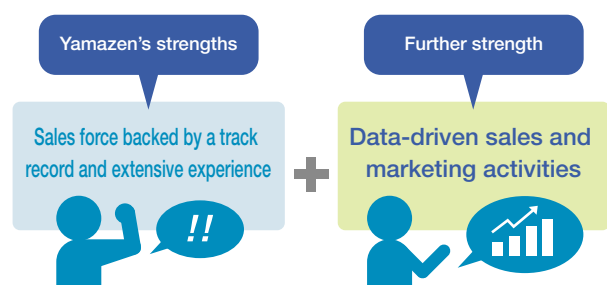 Yamazen's strengths
Further strength
Sales force backed by a track
record and extensive experience
+
Data-driven sales and
marketing activities
!!